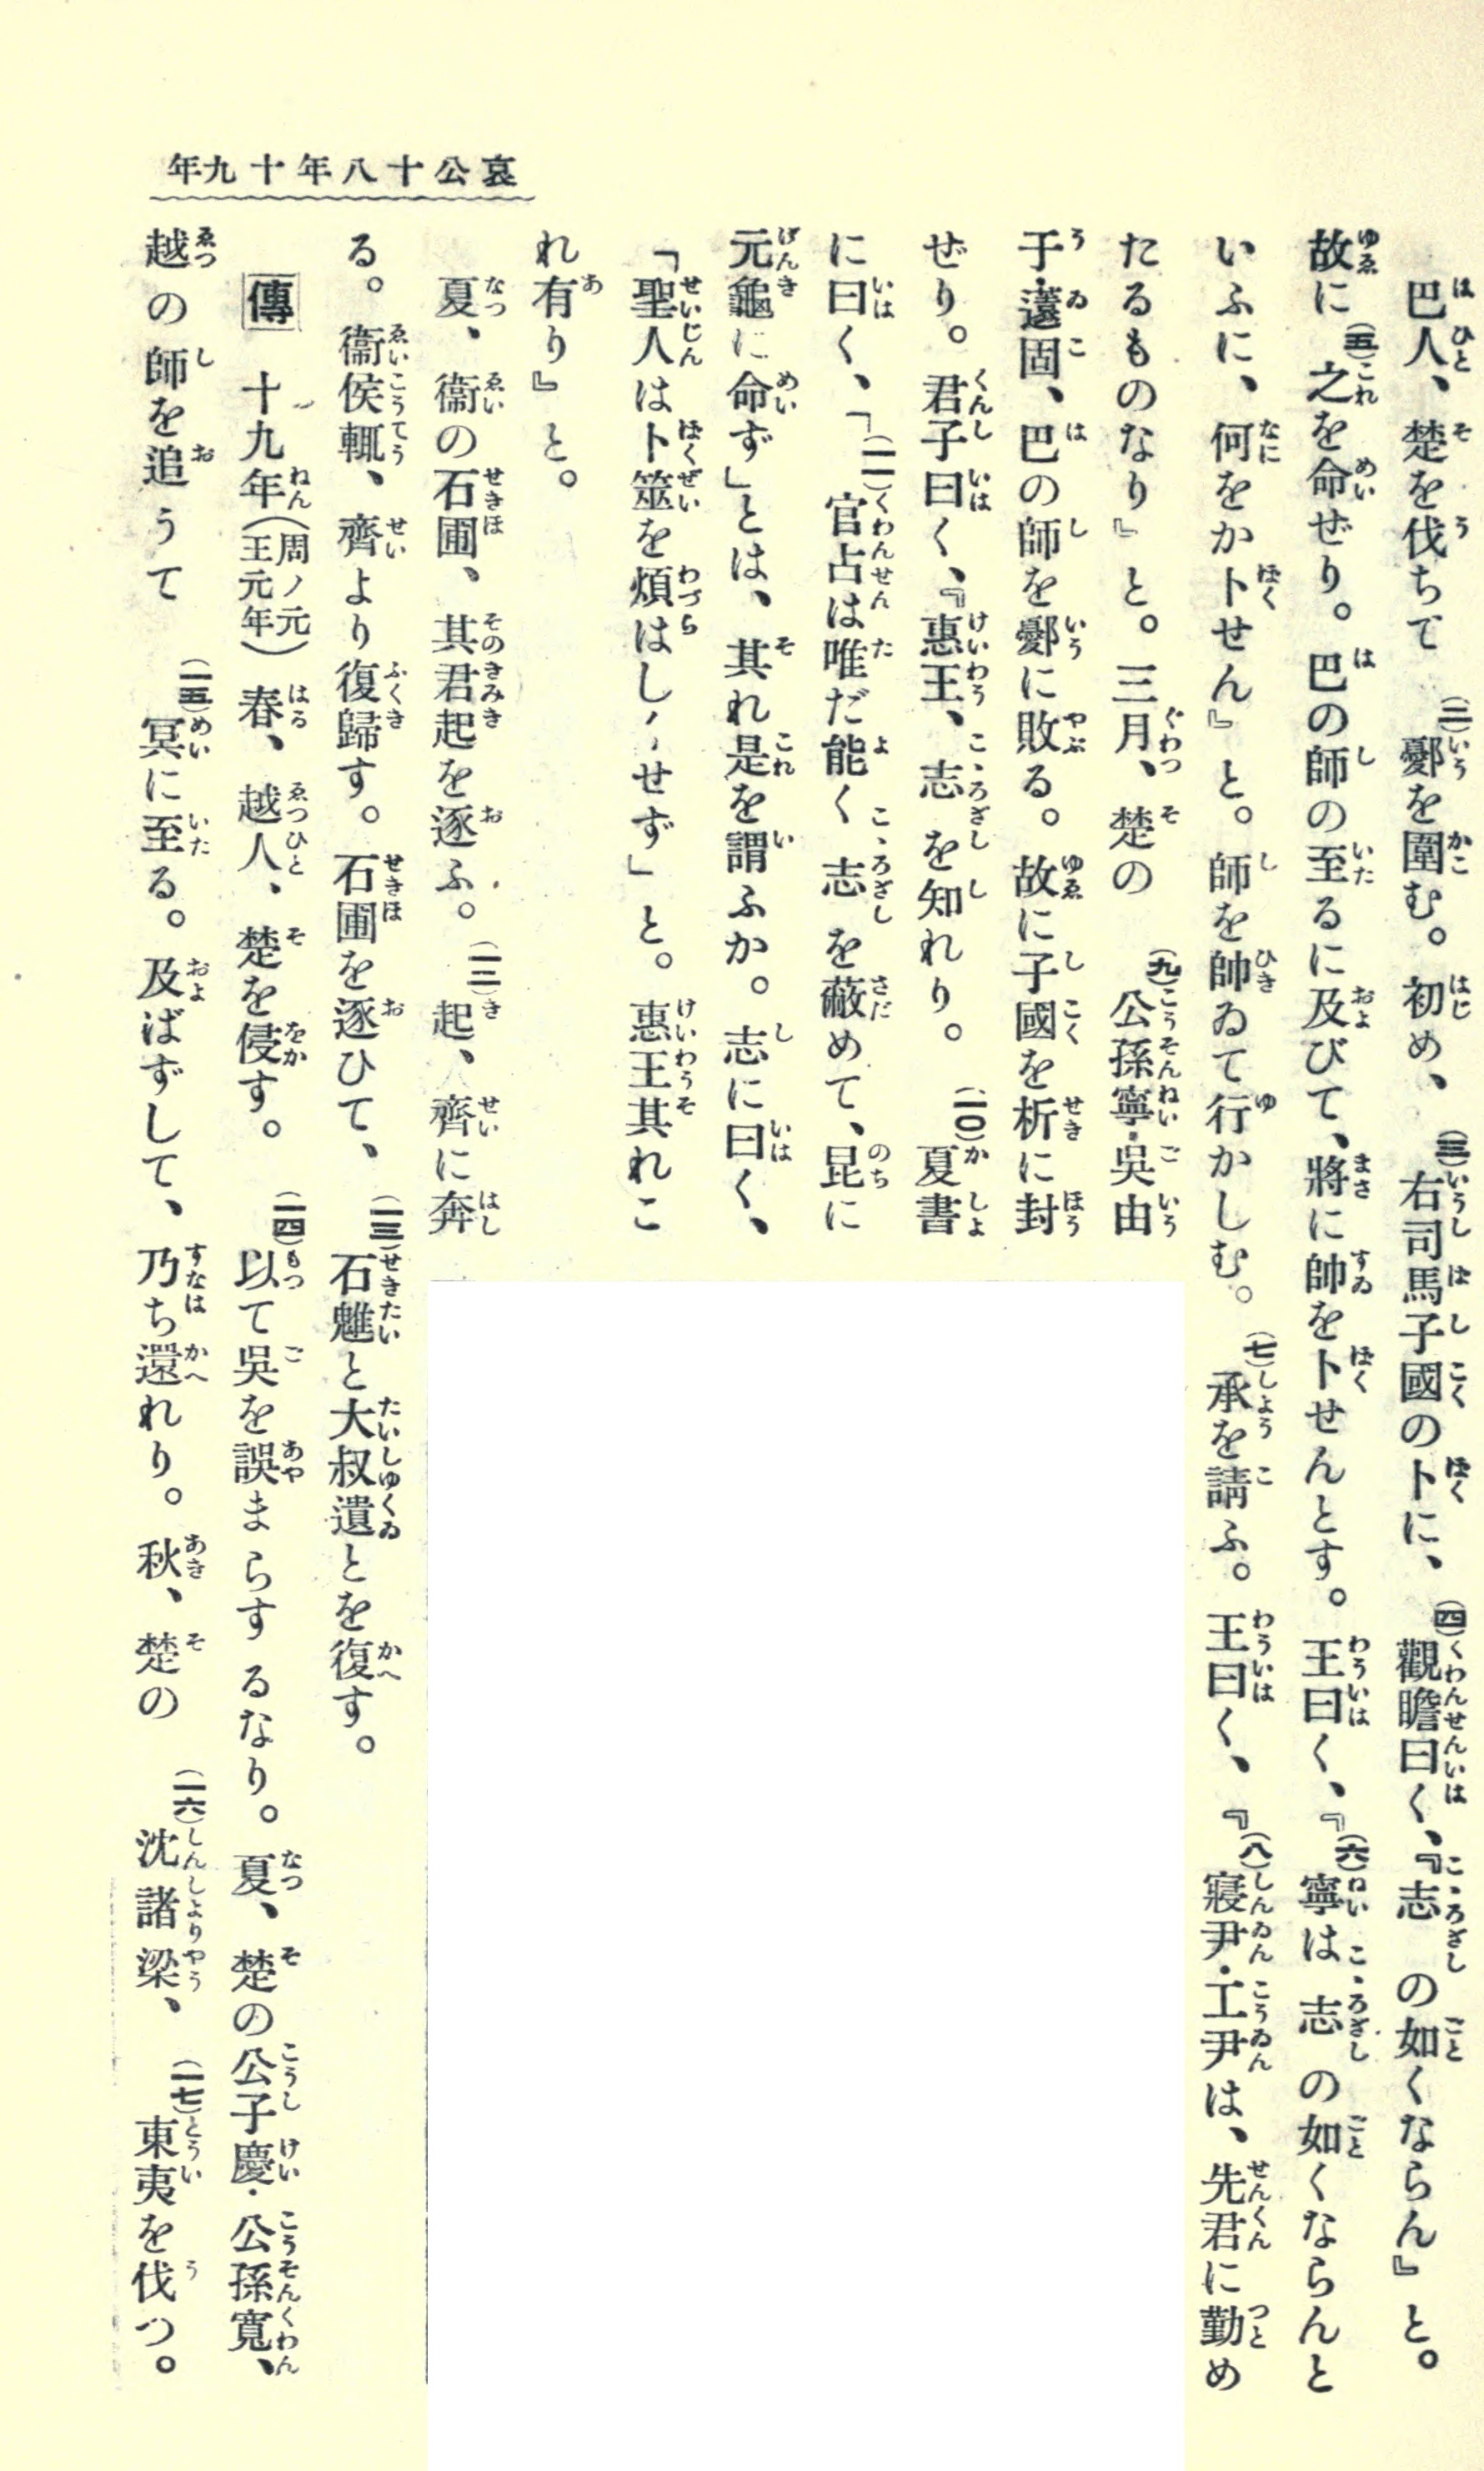 哀公十八年十九年
巴人、楚を伐ちて(二)鄾を圍む。初め、(三)右司馬子國の卜に、(四)觀瞻曰く、『志の如くならん』と。
故に(五)之を命ぜり。巴の師の至るに及びて、將に帥を卜せんとす。王曰く、『(六)寧は志の如くならんと
いふに、何をか卜せん』と。師を帥ゐて行かしむ。(七)承を請ふ。王曰く、『(八)寢尹・工尹は、先君に勤め
たるものなり』と。三月、楚の(九)公孫寧・吳由
于・薳固、巴の師を鄾に敗る。故に子國を析に封
ぜり。君子曰く、『惠王、志を知れり。(一〇)夏書
に曰く、「(一一)官占は唯だ能く志を蔽めて、昆に
元龜に命ず」とは、其れ是を謂ふか。志に曰く、
「聖人は卜筮を煩はしゝせず」と。惠王其れこ
れ有り』と。
夏、衞の石圃、其君起を逐ふ。(一二)起、齊に奔
る。衞侯輒、齊より復歸す。石圃を逐ひて、(一三)石魋と大叔遺とを復す。
傳 十九年(周ノ元王元年)春、越人、楚を侵す。(一四)以て吳を誤まらするなり。夏、楚の公子慶・公孫寬、
越の師を追うて(一五)冥に至る。及ばずして、乃ち還れり。秋、楚の(一六)沈諸梁、(一七)東夷を伐つ。